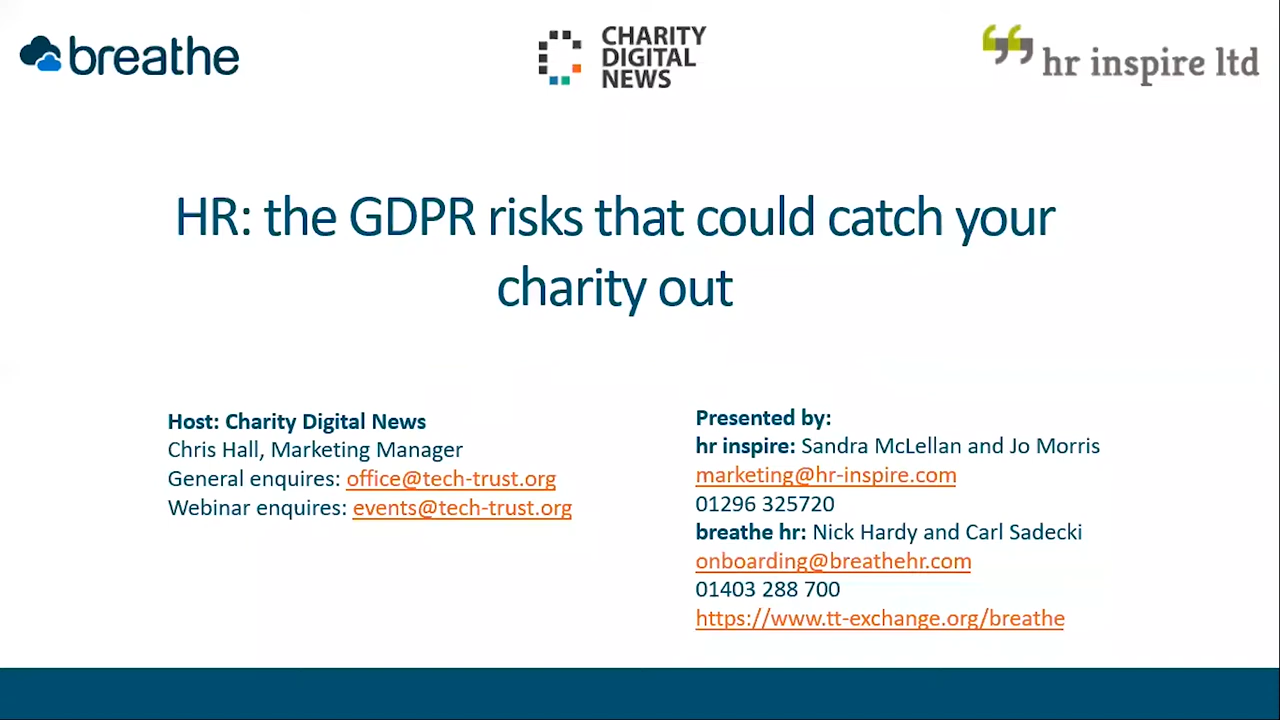 breathe
CHARITY
DIGITAL
NEWS
hr inspire ltd
HR: the GDPR risks that could catch your
charity out
Host: Charity Digital News
Chris Hall, Marketing Manager
General enquires: office@tech-trust.org
Webinar enquires: events@tech-trust.org
Presented by:
hr inspire: Sandra McLellan and Jo Morris
marketing@hr-inspire.com
01296 325720
breathe hr: Nick Hardy and Carl Sadecki
onboarding@breathehr.com
01403 288 700
https://www.tt-exchange.org/breathe